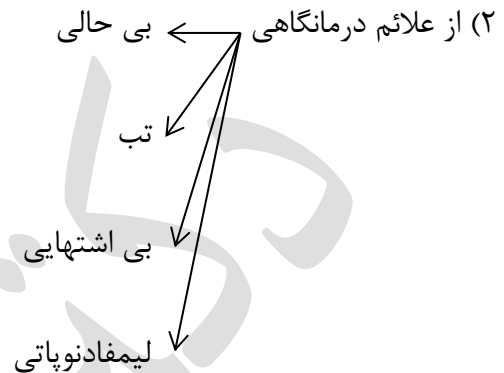 ۲) از علائم درمانگاهی بی حالی
تب
بی اشتهایی
لیمفادنوپاتی